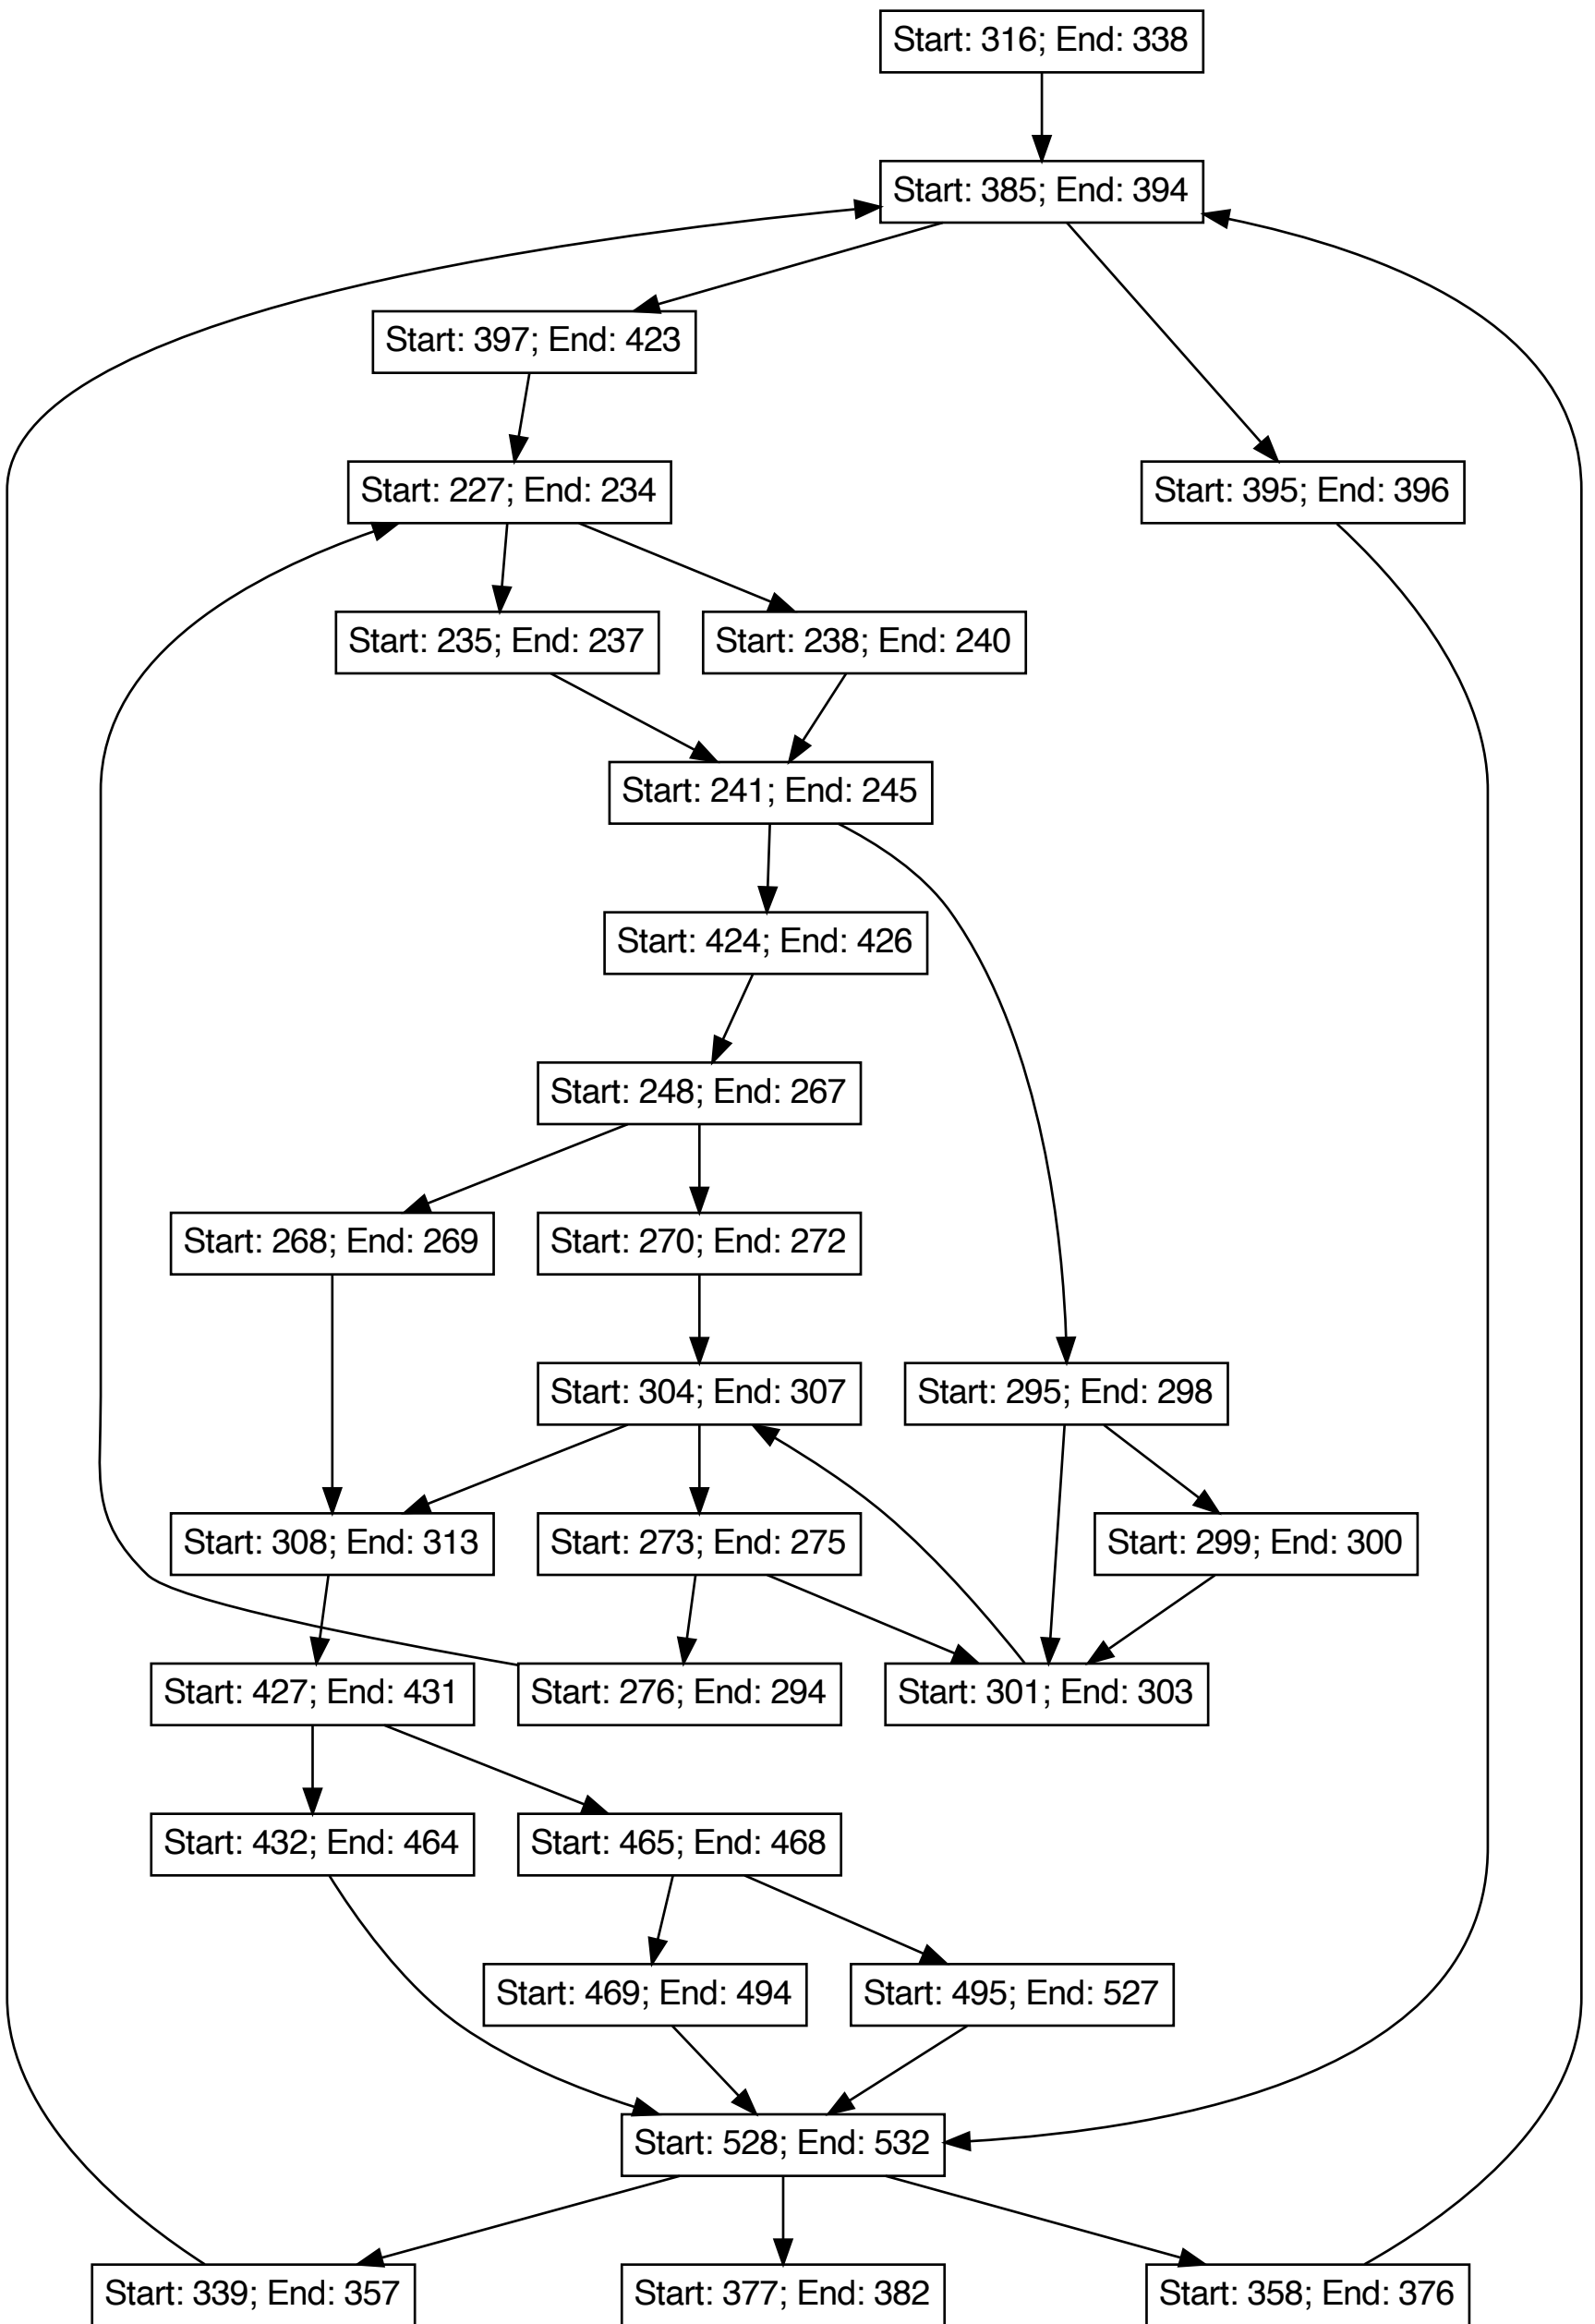 Start: 316; End: 338
Start: 385; End: 394
Start: 397; End: 423
Start: 227; End: 234
Start: 395; End: 396
Start: 235; End: 237
Start: 238; End: 240
Start: 241; End: 245
Start: 424; End: 426
Start: 248; End: 267
Start: 268; End: 269
Start: 270; End: 272
Start: 304; End: 307
Start: 295; End: 298
Start: 308; End: 313
Start: 273; End: 275
Start: 299; End: 300
Start: 427; End: 431
Start: 276; End: 294
Start: 301; End: 303
Start: 432; End: 464
Start: 465; End: 468
Start: 469; End: 494
Start: 495; End: 527
Start: 528; End: 532
Start: 339; End: 357
Start: 377; End: 382
Start: 358; End: 376